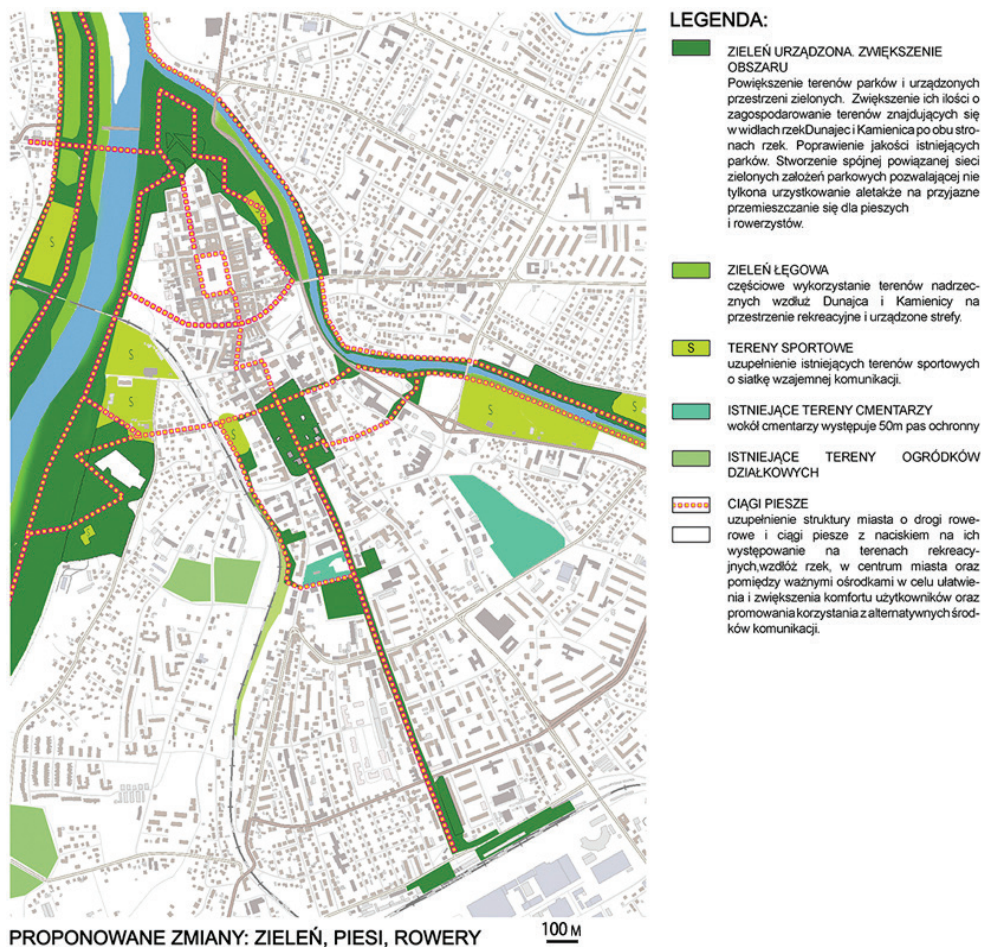 LEGENDA:
ZIELEŃ URZĄDZONA. ZWIĘKSZENIE
OBSZARU
Powiększenie terenów parków i urządzonych
przestrzeni zielonych. Zwiększenie ich ilości o
zagospodarowanie terenów znajdujących się
w widłach rzekDunajec i Kamienica po obu stro-
nach rzek. Poprawienie jakości istniejących
parków. Stworzenie spójnej powiązanej sieci
zielonych założeń parkowych pozwalającej nie
tylkona urzystkowanie aletakże na przyjazne
przemieszczanie się dla pieszych
i rowerzystów.
ZIELEŃ ŁĘGOWA
częściowe wykorzystanie terenów nadrzec-
znych wzdłuż Dunajca i Kamienicy na
przestrzenie rekreacyjne i urządzone strefy.
S TERENY SPORTOWE
uzupełnienie istniejących terenów sportowych
o siatkę wzajemnej komunikacji.
ISTNIEJĄCE TERENY CMENTARZY
wokół cmentarzy występuje 50m pas ochronny
ISTNIEJĄCE TERENY OGRÓDKÓW
DZIAŁKOWYCH
CIĄGI PIESZE
uzupełnienie struktury miasta o drogi rowe-
rowe i ciągi piesze z naciskiem na ich
występowanie na terenach rekreacy-
jnych,wzdłóż rzek, w centrum miasta oraz
pomiędzy ważnymi ośrodkami w celu ułatwie-
nia i zwiększenia komfortu użytkowników oraz
promowania korzystania z alternatywnych środ-
ków komunikacji.
S
S
S
S
S
S
PROPONOWANE ZMIANY: ZIELEŃ, PIESI, ROWERY
100 M